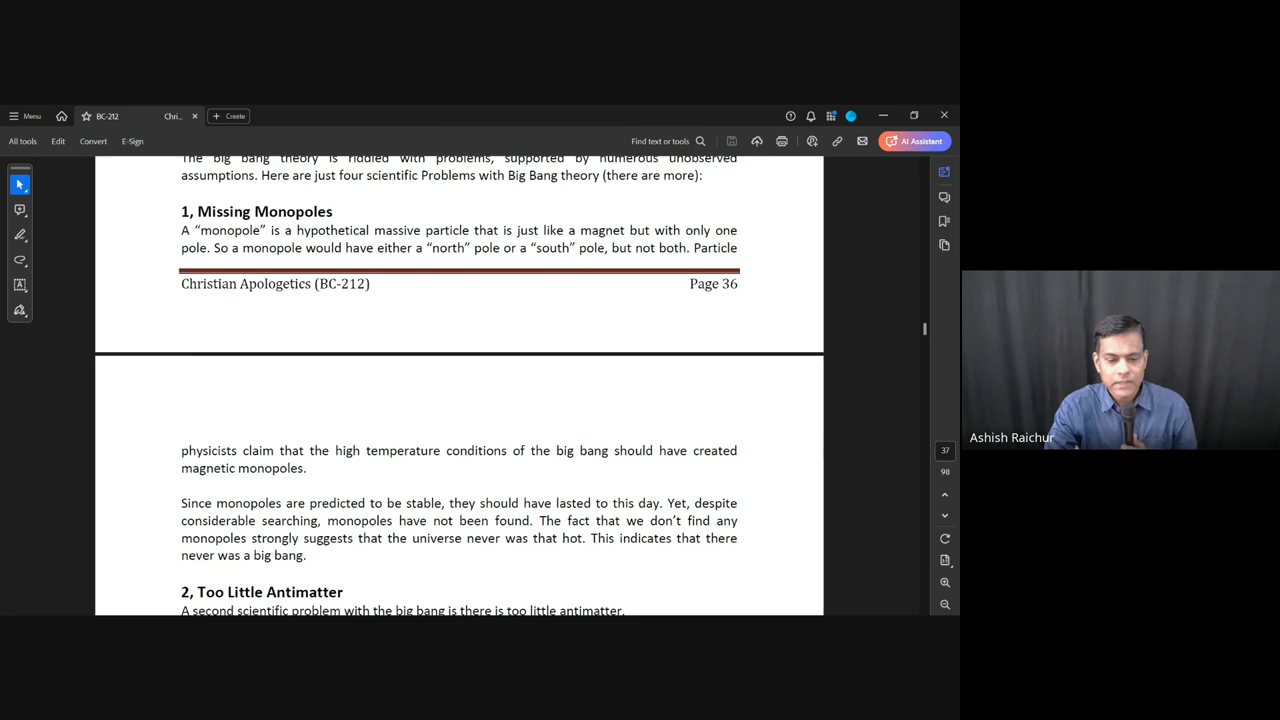 Menu
BC-212
Chri...
Create
All tools
Edit
Convert
E-Sign
Find text or tools
AI Assistant
The big bang theory is riddled with problems, supported by numerous unobserved
assumptions. Here are just four scientific Problems with Big Bang theory (there are more):
1, Missing Monopoles
A “monopole” is a hypothetical massive particle that is just like a magnet but with only one
pole. So a monopole would have either a “north” pole or a “south” pole, but not both. Particle
Christian Apologetics (BC-212)
Page 36
physicists claim that the high temperature conditions of the big bang should have created
magnetic monopoles.
Since monopoles are predicted to be stable, they should have lasted to this day. Yet, despite
considerable searching, monopoles have not been found. The fact that we don’t find any
monopoles strongly suggests that the universe never was that hot. This indicates that there
never was a big bang.
2, Too Little Antimatter
A second scientific problem with the big bang is there is too little antimatter.
37
98
Ashish Raichur